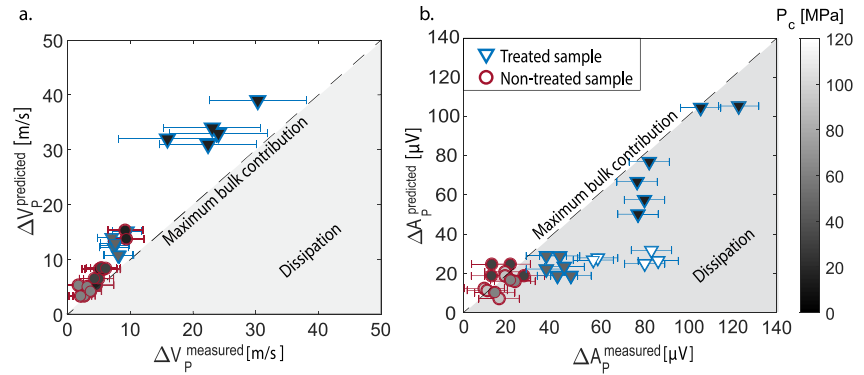 a.
50
40
30
20
10
0
0
10
20
30
40
50
ΔV_P^predicted [m/s]
ΔV_P^measured [m/s]
Maximum bulk contribution
Dissipation
b.
140
120
100
80
60
40
20
0
0
20
40
60
80
100
120
140
ΔA_P^predicted [μV]
ΔA_P^measured [μV]
Treated sample
Non-treated sample
Maximum bulk contribution
Dissipation
P_c [MPa]
120
100
80
60
40
20
0